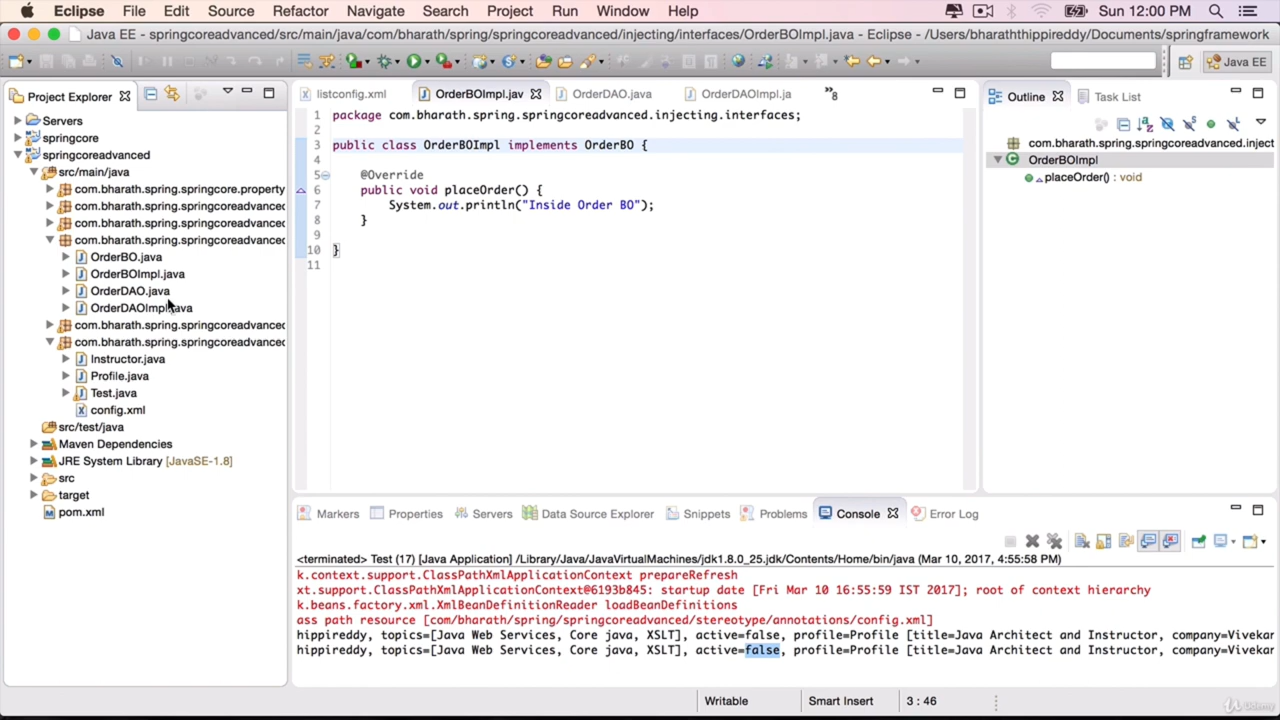 Eclipse File Edit Source Refactor Navigate Search Project Run Window Help Sun 12:00 PM
Java EE - springcoreadvanced/src/main/java/com/bharath/spring/springcoreadvanced/injecting/interfaces/OrderBOImpl.java - Eclipse - /Users/bharaththippireddy/Documents/springframework
Java EE
Project Explorer
Servers
springcore
springcoreadvanced
src/main/java
com.bharath.spring.springcore.property
com.bharath.spring.springcoreadvanced
com.bharath.spring.springcoreadvanced
com.bharath.spring.springcoreadvanced
OrderBO.java
OrderBOImpl.java
OrderDAO.java
OrderDAOImpl.java
com.bharath.spring.springcoreadvanced
com.bharath.spring.springcoreadvanced
Instructor.java
Profile.java
Test.java
config.xml
src/test/java
Maven Dependencies
JRE System Library [JavaSE-1.8]
src
target
pom.xml
listconfig.xml OrderBOImpl.jav OrderDAO.java OrderDAOImpl.ja »8
1 package com.bharath.spring.springcoreadvanced.injecting.interfaces;
2
3 public class OrderBOImpl implements OrderBO {
4
5 @Override
6 public void placeOrder() {
7 System.out.println("Inside Order BO");
8 }
9
10 }
11
Outline Task List
com.bharath.spring.springcoreadvanced.inject
OrderBOImpl
placeOrder() : void
Markers Properties Servers Data Source Explorer Snippets Problems Console Error Log
<terminated> Test (17) [Java Application] /Library/Java/JavaVirtualMachines/jdk1.8.0_25.jdk/Contents/Home/bin/java (Mar 10, 2017, 4:55:58 PM)
k.context.support.ClassPathXmlApplicationContext prepareRefresh
xt.support.ClassPathXmlApplicationContext@6193b845: startup date [Fri Mar 10 16:55:59 IST 2017]; root of context hierarchy
k.beans.factory.xml.XmlBeanDefinitionReader loadBeanDefinitions
ass path resource [com/bharath/spring/springcoreadvanced/stereotype/annotations/config.xml]
hippireddy, topics=[Java Web Services, Core java, XSLT], active=false, profile=Profile [title=Java Architect and Instructor, company=Vivekan
hippireddy, topics=[Java Web Services, Core java, XSLT], active=false, profile=Profile [title=Java Architect and Instructor, company=Vivekan
Writable Smart Insert 3 : 46
Udemy